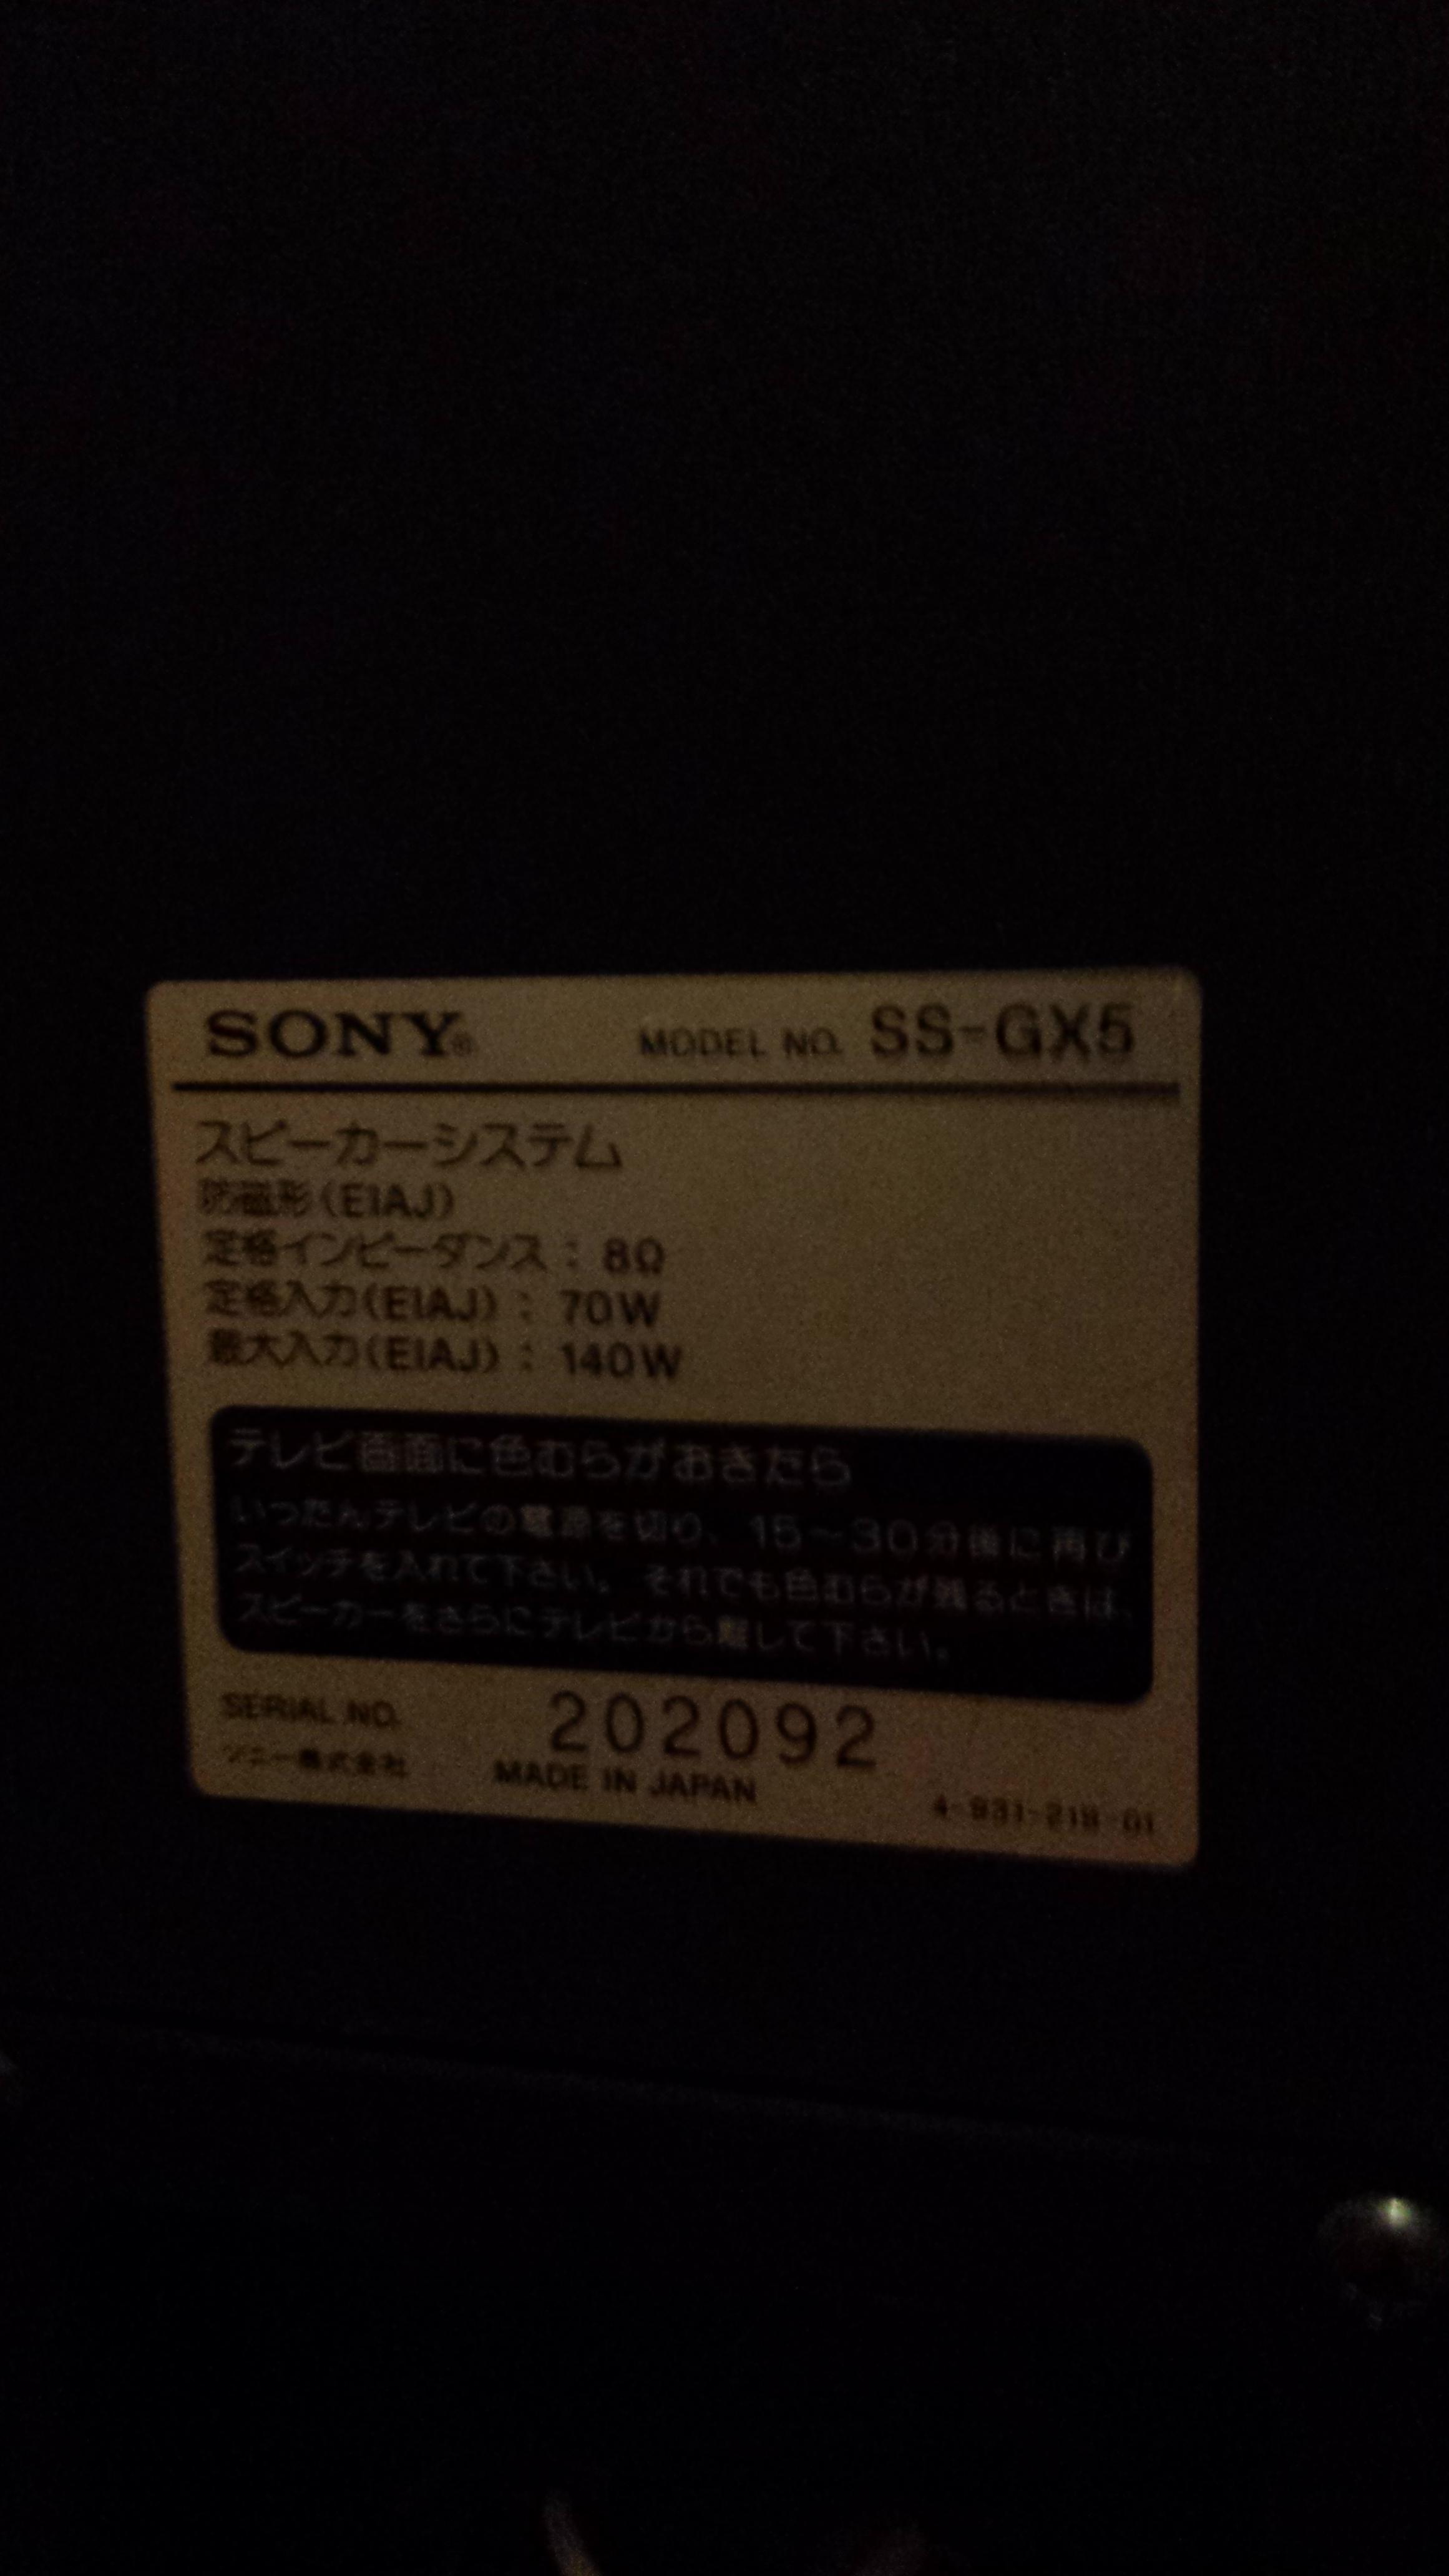 SONY® MODEL NO. SS-GX5
スピーカーシステム
防磁形(EIAJ)
定格インピーダンス：8Ω
定格入力(EIAJ)：70W
最大入力(EIAJ)：140W
テレビ画面に色むらがおきたら
いったんテレビの電源を切り、15〜30分後に再び
スイッチを入れて下さい。それでも色むらが残るときは、
スピーカーをさらにテレビから離して下さい。
SERIAL NO. 202092
ソニー株式会社 MADE IN JAPAN
4-931-218-01